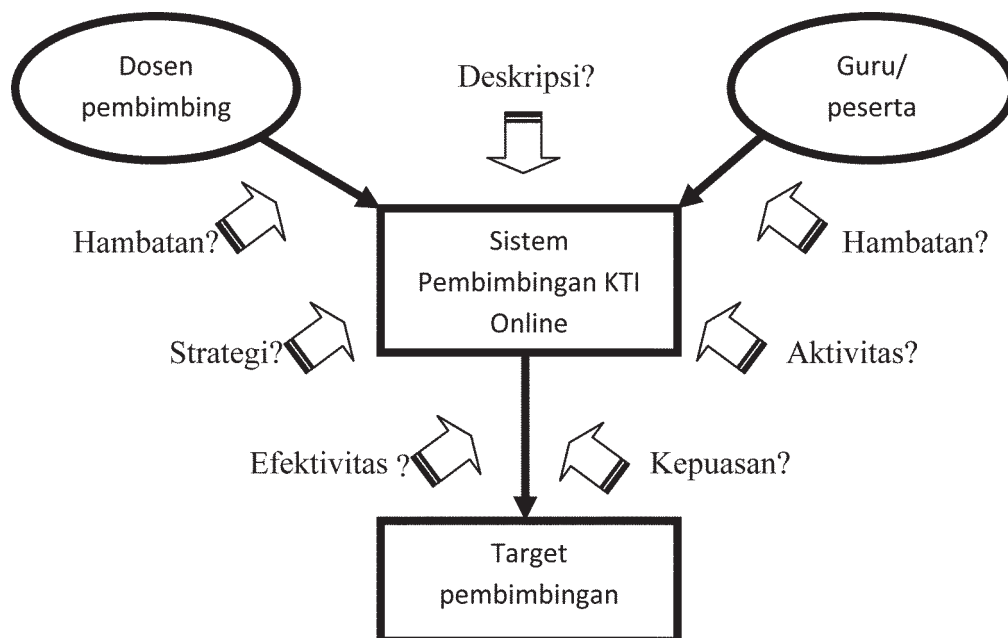 Dosen
pembimbing
Deskripsi?
Guru/
peserta
Hambatan?
Sistem
Pembimbingan KTI
Online
Hambatan?
Strategi?
Aktivitas?
Efektivitas ?
Kepuasan?
Target
pembimbingan